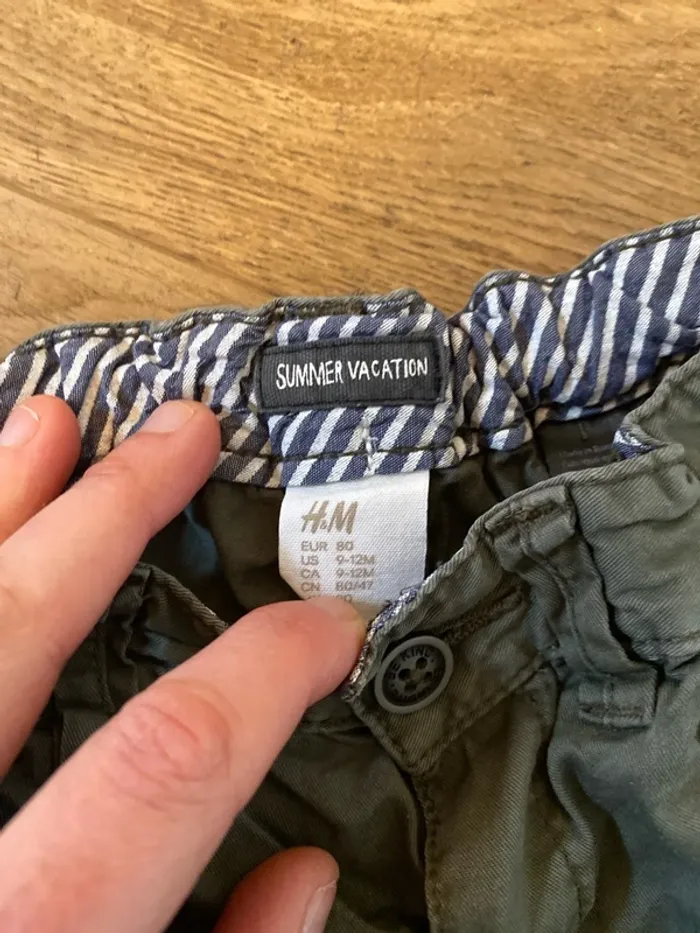 SUMMER VACATION
H&M
EUR 80
US 9-12M
CA 9-12M
CN 80/47